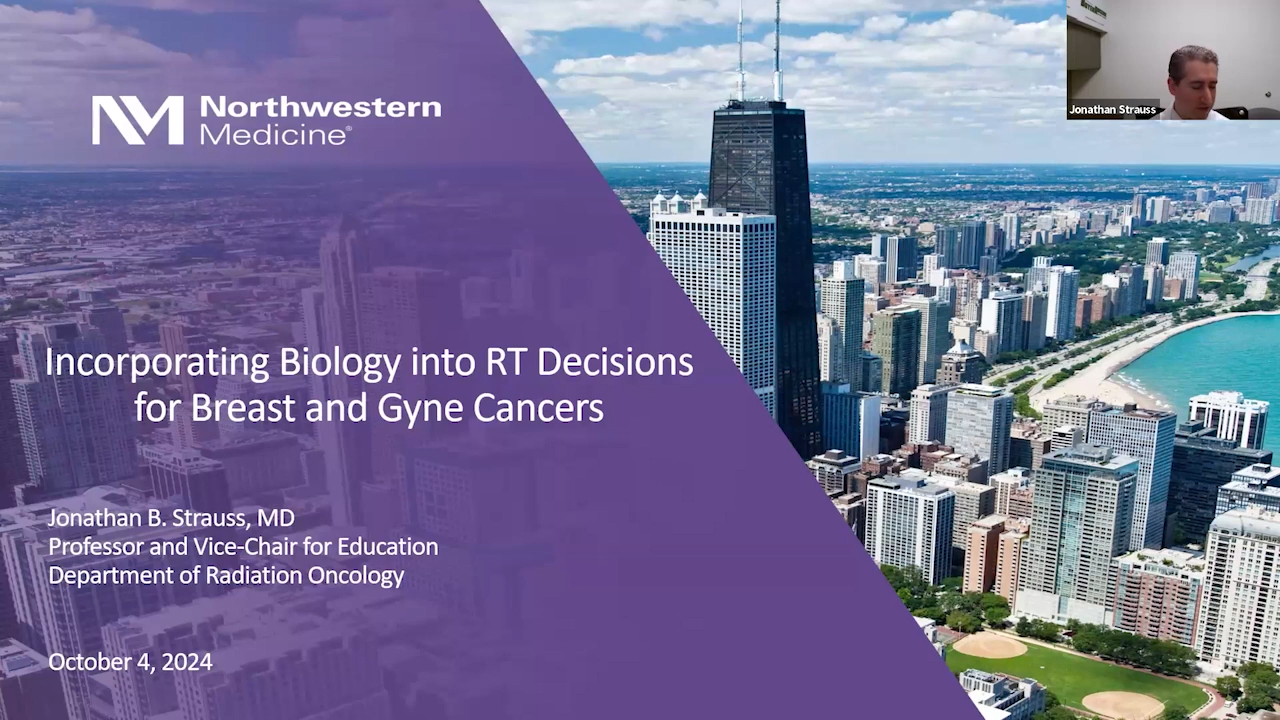 Northwestern
Medicine®
Jonathan Strauss
Incorporating Biology into RT Decisions
for Breast and Gyne Cancers
Jonathan B. Strauss, MD
Professor and Vice-Chair for Education
Department of Radiation Oncology
October 4, 2024